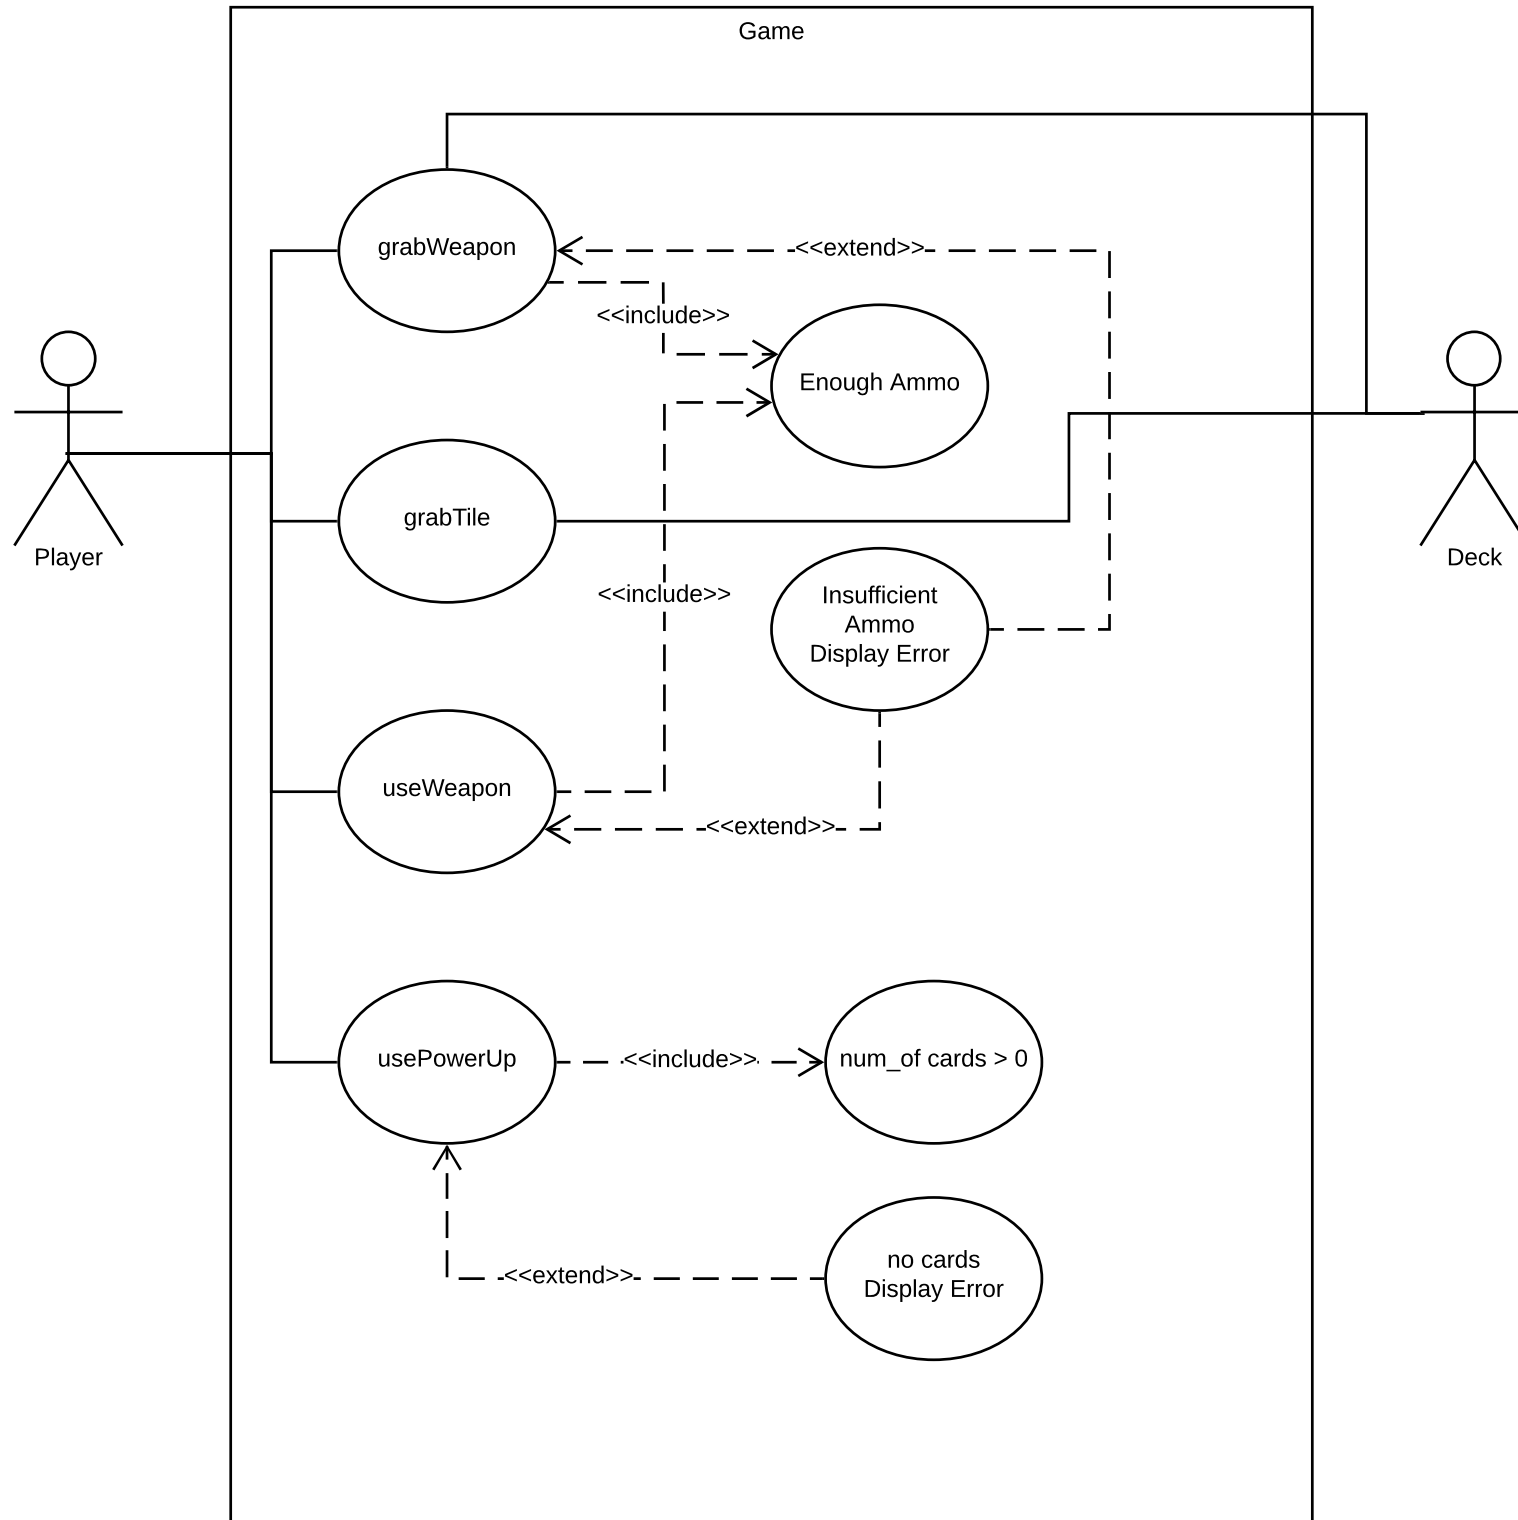 Game
grabWeapon
<<extend>>
<<include>>
Enough Ammo
grabTile
Player
Deck
<<include>>
Insufficient
Ammo
Display Error
useWeapon
<<extend>>
usePowerUp
<<include>>
num_of cards > 0
no cards
Display Error
<<extend>>